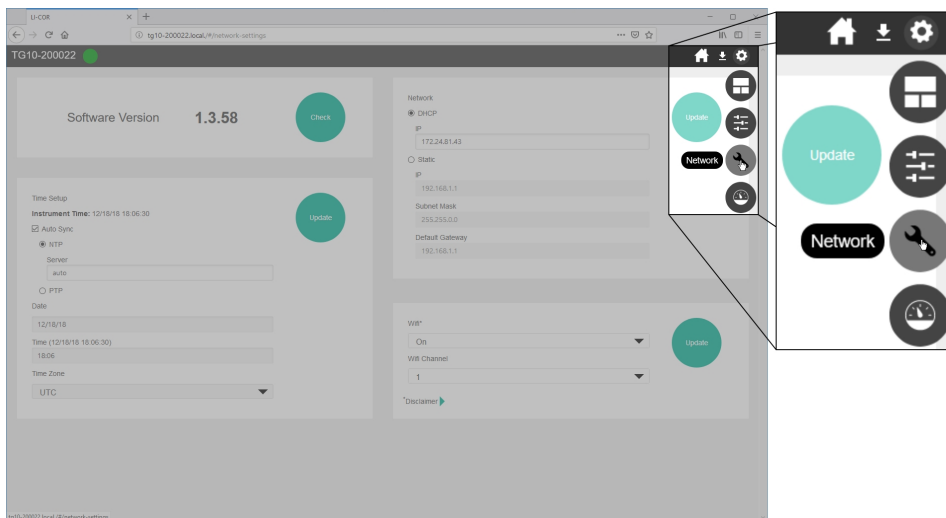 U-COR
tg10-200022.local./#/network-settings
TG10-200022
Software Version 1.3.58
Check
Time Setup
Instrument Time: 12/18/18 18:06:30
Update
Auto Sync
NTP
Server
auto
PTP
Date
12/18/18
Time (12/18/18 18:06:30)
18:06
Time Zone
UTC
Network
DHCP
IP
172.24.81.43
Static
IP
192.168.1.1
Subnet Mask
255.255.0.0
Default Gateway
192.168.1.1
Wifi*
On
Update
Wifi Channel
1
*Disclaimer
Update
Network
Update
Network
tg10-200022.local./#/network-settings